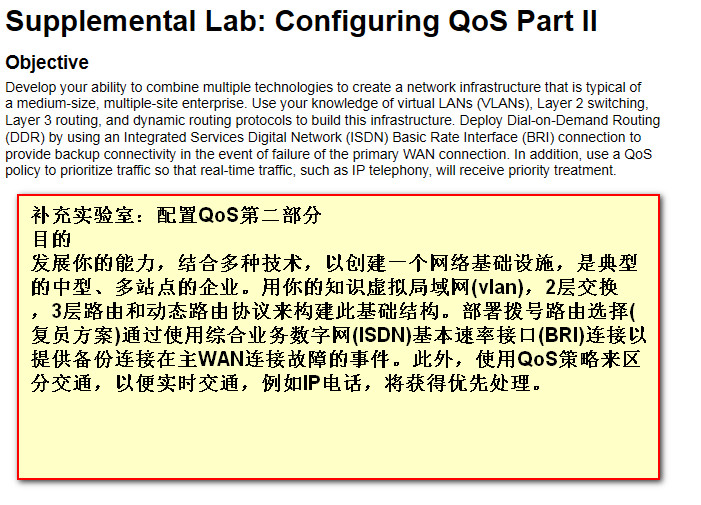 Supplemental Lab: Configuring QoS Part II
Objective
Develop your ability to combine multiple technologies to create a network infrastructure that is typical of
a medium-size, multiple-site enterprise. Use your knowledge of virtual LANs (VLANs), Layer 2 switching,
Layer 3 routing, and dynamic routing protocols to build this infrastructure. Deploy Dial-on-Demand Routing
(DDR) by using an Integrated Services Digital Network (ISDN) Basic Rate Interface (BRI) connection to
provide backup connectivity in the event of failure of the primary WAN connection. In addition, use a QoS
policy to prioritize traffic so that real-time traffic, such as IP telephony, will receive priority treatment.
补充实验室：配置QoS第二部分
目的
发展你的能力，结合多种技术，以创建一个网络基础设施，是典型
的中型、多站点的企业。用你的知识虚拟局域网(vlan)，2层交换
，3层路由和动态路由协议来构建此基础结构。部署拨号路由选择(
复员方案)通过使用综合业务数字网(ISDN)基本速率接口(BRI)连接以
提供备份连接在主WAN连接故障的事件。此外，使用QoS策略来区
分交通，以便实时交通，例如IP电话，将获得优先处理。